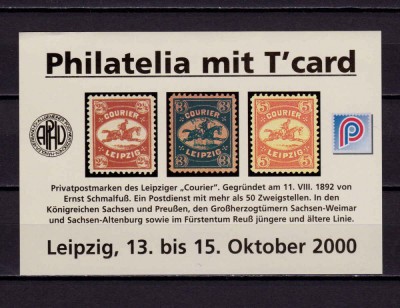 Philatelia mit T'card
COURIER
LEIPZIG
COURIER
LEIPZIG
COURIER
LEIPZIG
APHV
Privatpostmarken des Leipziger „Courier". Gegründet am 11. VIII. 1892 von
Ernst Schmalfuß. Ein Postdienst mit mehr als 50 Zweigstellen. In den
Königreichen Sachsen und Preußen, den Großherzogtümern Sachsen-Weimar
und Sachsen-Altenburg sowie im Fürstentum Reuß jüngere und ältere Linie.
Leipzig, 13. bis 15. Oktober 2000